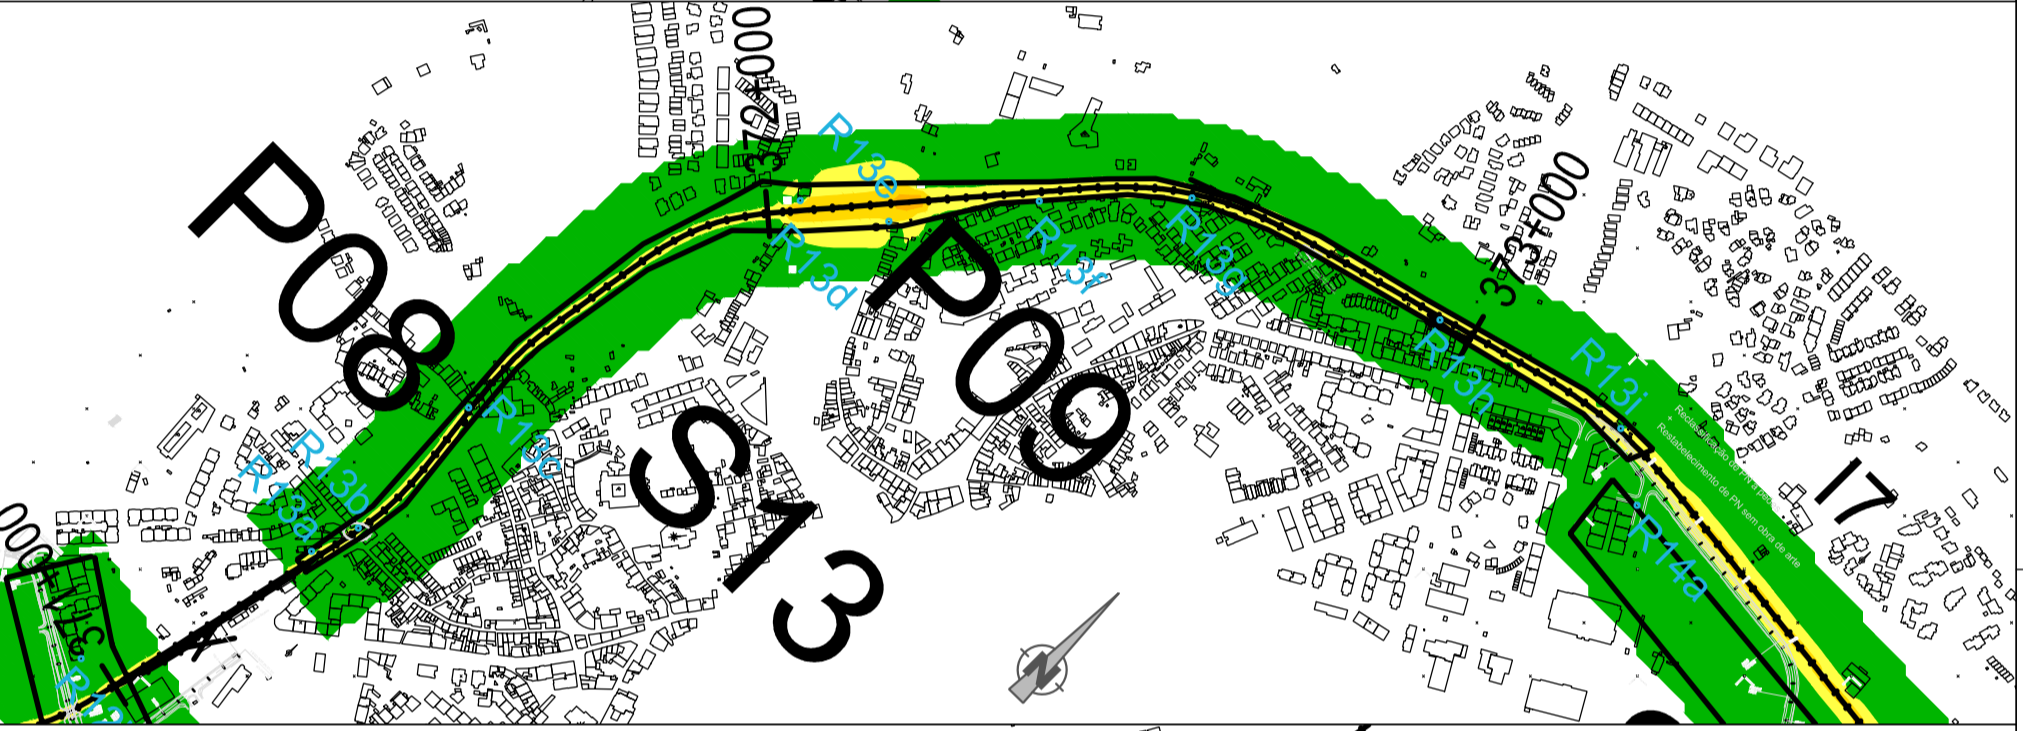 P08
372+000
R13e
R13d
P09
R13f
R13g
373+000
R13h
R13i
R13c
R13b
R13a
S13
I7
Restabelecimento de PN sem obra de arte
R14a
N